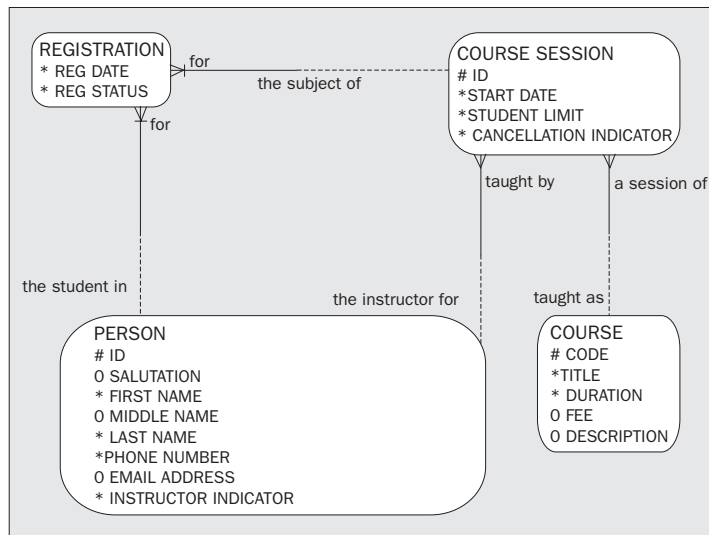 REGISTRATION
* REG DATE
* REG STATUS
for
the subject of
COURSE SESSION
# ID
*START DATE
*STUDENT LIMIT
* CANCELLATION INDICATOR
for
taught by
a session of
the student in
the instructor for
taught as
PERSON
# ID
O SALUTATION
* FIRST NAME
O MIDDLE NAME
* LAST NAME
*PHONE NUMBER
O EMAIL ADDRESS
* INSTRUCTOR INDICATOR
COURSE
# CODE
*TITLE
* DURATION
O FEE
O DESCRIPTION